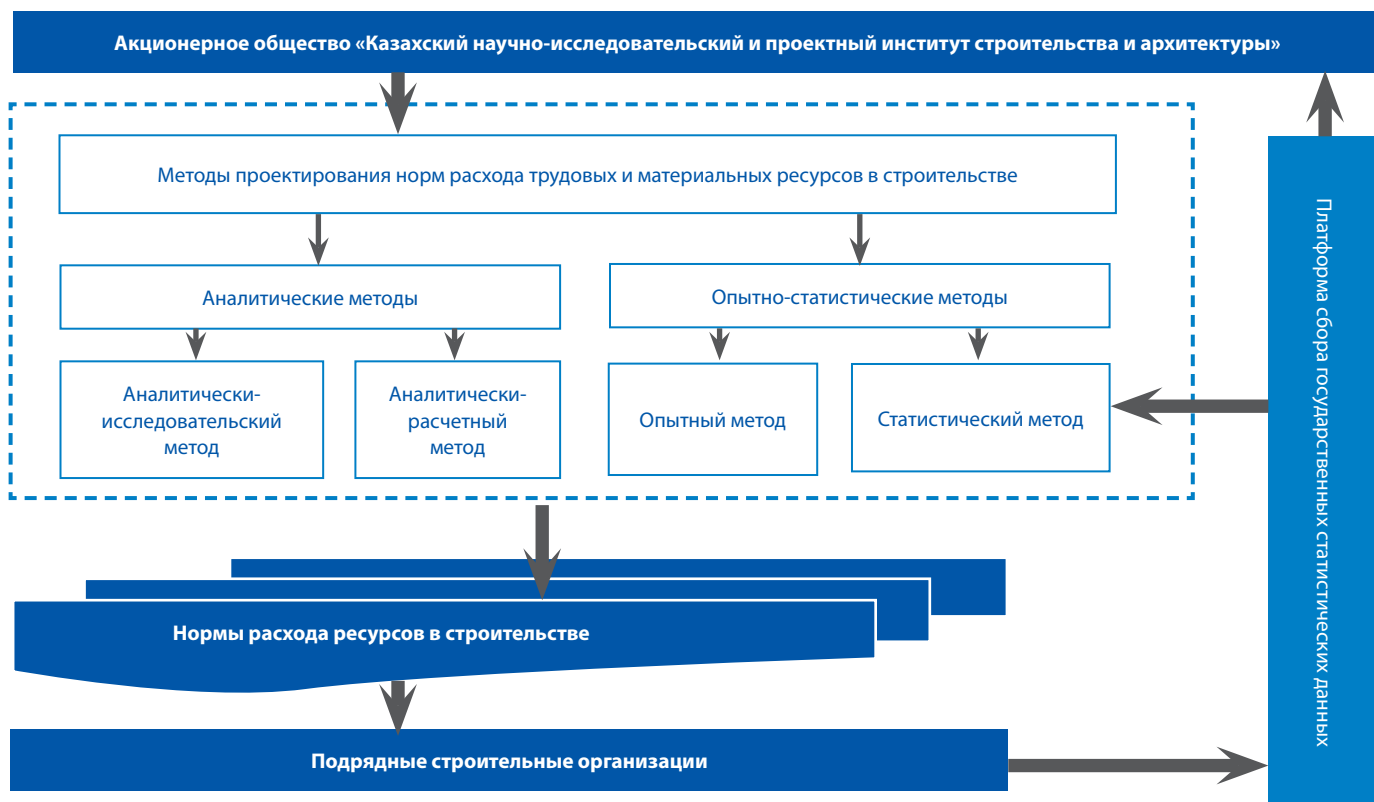 Акционерное общество «Казахский научно-исследовательский и проектный институт строительства и архитектуры»
Методы проектирования норм расхода трудовых и материальных ресурсов в строительстве
Аналитические методы
Опытно-статистические методы
Аналитически-
исследовательский
метод
Аналитически-
расчетный
метод
Опытный метод
Статистический метод
Платформа сбора государственных статистических данных
Нормы расхода ресурсов в строительстве
Подрядные строительные организации